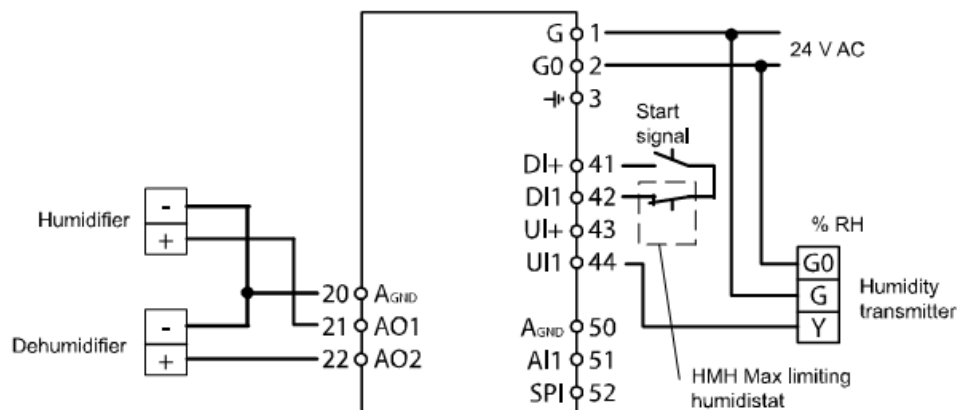 G 1
24 V AC
G0 2
3
Start
signal
DI+ 41
DI1 42
UI+ 43
UI1 44
% RH
G0
G
Y
Humidity
transmitter
Humidifier
-
+
20 AGND
21 AO1
22 AO2
Dehumidifier
-
+
AGND 50
AI1 51
SPI 52
HMH Max limiting
humidistat